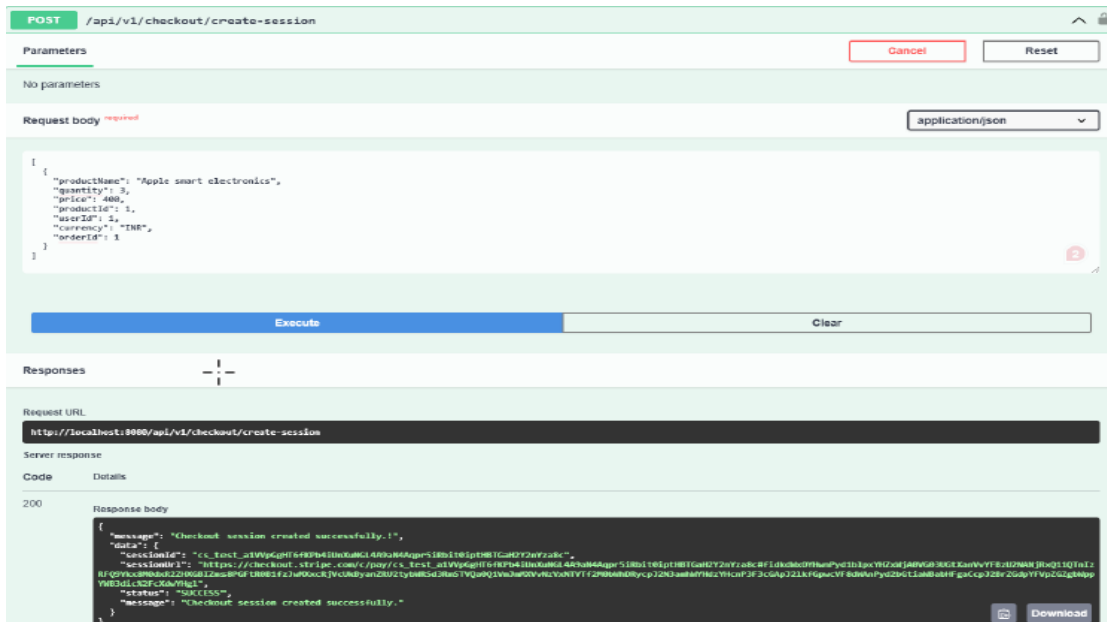 POST /api/v1/checkout/create-session
Parameters
Cancel
Reset
No parameters
Request body required
application/json
[
{
"productName": "Apple smart electronics",
"quantity": 3,
"price": 400,
"productId": 1,
"userId": 1,
"currency": "INR",
"orderId": 1
}
]
2
Execute
Clear
Responses
Request URL
http://localhost:8080/api/v1/checkout/create-session
Server response
Code Details
200
Response body
{
"message": "Checkout session created successfully.!",
"data": {
"sessionId":
"sessionUrl":
"status": "SUCCESS",
"message": "Checkout session created successfully."
}
}
Download